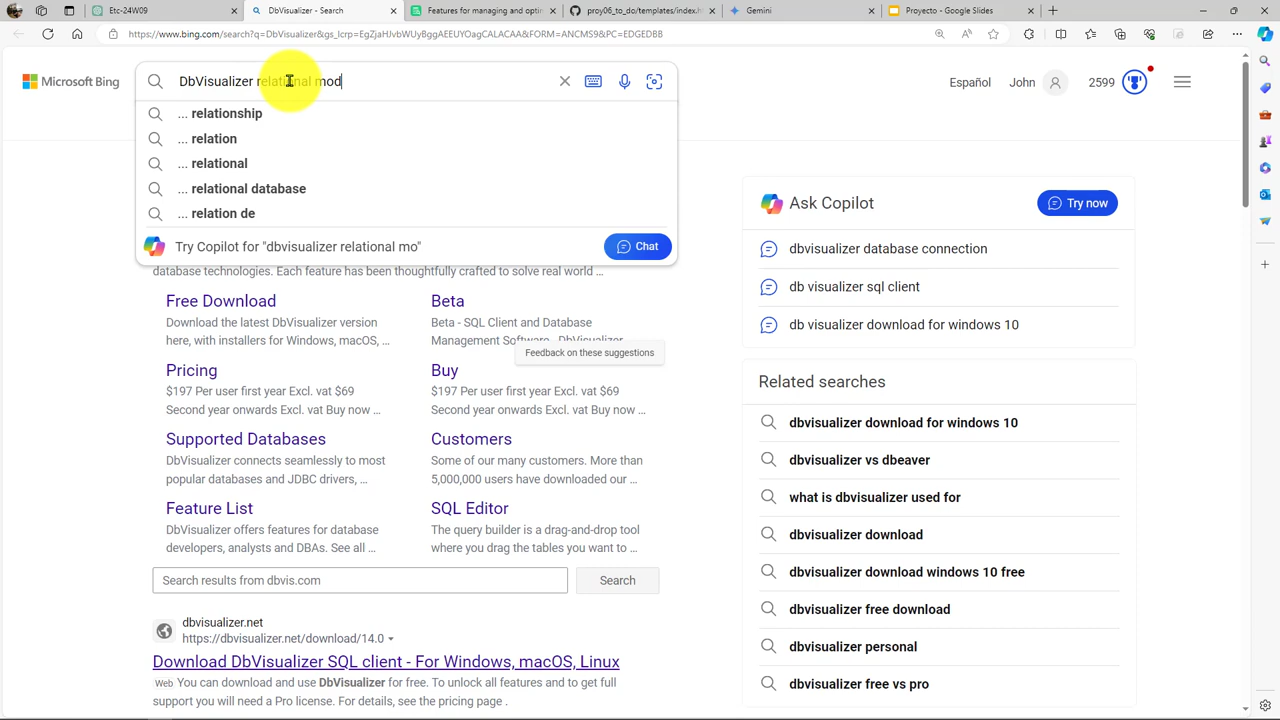 Etc-24W09
DbVisualizer - Search
Features for managing and optim
proy06_to_do/templates/index.h
Gemini
Proyecto - Google Slides
https://www.bing.com/search?q=DbVisualizer&gs_lcrp=EgZjaHJvbWUyBggAEEUYOagCALACAA&FORM=ANCMS9&PC=EDGEDBB
Microsoft Bing
DbVisualizer relational mod
Español
John
2599
... relationship
... relation
... relational
... relational database
... relation de
Try Copilot for "dbvisualizer relational mo"
Chat
database technologies. Each feature has been thoughtfully crafted to solve real world ...
Free Download
Download the latest DbVisualizer version
here, with installers for Windows, macOS, ...
Beta
Beta - SQL Client and Database
Management Software - DbVisualizer
Feedback on these suggestions
Pricing
$197 Per user first year Excl. vat $69
Second year onwards Excl. vat Buy now ...
Buy
$197 Per user first year Excl. vat $69
Second year onwards Excl. vat Buy now ...
Supported Databases
DbVisualizer connects seamlessly to most
popular databases and JDBC drivers, ...
Customers
Some of our many customers. More than
5,000,000 users have downloaded our ...
Feature List
DbVisualizer offers features for database
developers, analysts and DBAs. See all ...
SQL Editor
The query builder is a drag-and-drop tool
where you drag the tables you want to ...
Search results from dbvis.com
Search
dbvisualizer.net
https://dbvisualizer.net/download/14.0
Download DbVisualizer SQL client - For Windows, macOS, Linux
Web You can download and use DbVisualizer for free. To unlock all features and to get full
support you will need a Pro license. For details, see the pricing page .
Ask Copilot
Try now
dbvisualizer database connection
db visualizer sql client
db visualizer download for windows 10
Related searches
dbvisualizer download for windows 10
dbvisualizer vs dbeaver
what is dbvisualizer used for
dbvisualizer download
dbvisualizer download windows 10 free
dbvisualizer free download
dbvisualizer personal
dbvisualizer free vs pro